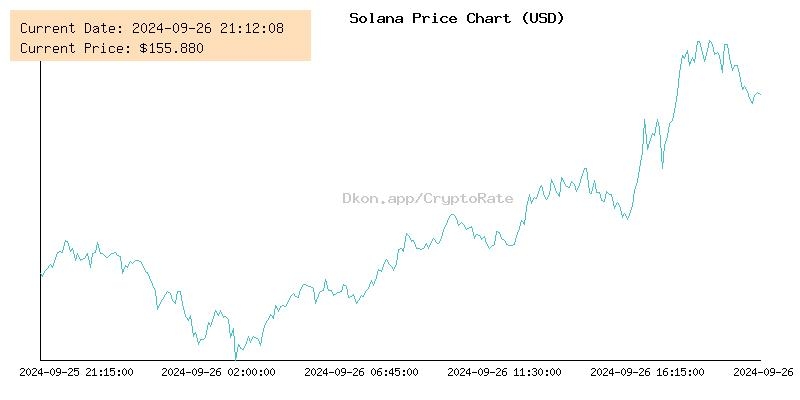 Solana Price Chart (USD)
Current Date: 2024-09-26 21:12:08
Current Price: $155.880
Dkon.app/CryptoRate
2024-09-25 21:15:00 2024-09-26 02:00:00 2024-09-26 06:45:00 2024-09-26 11:30:00 2024-09-26 16:15:00 2024-09-26